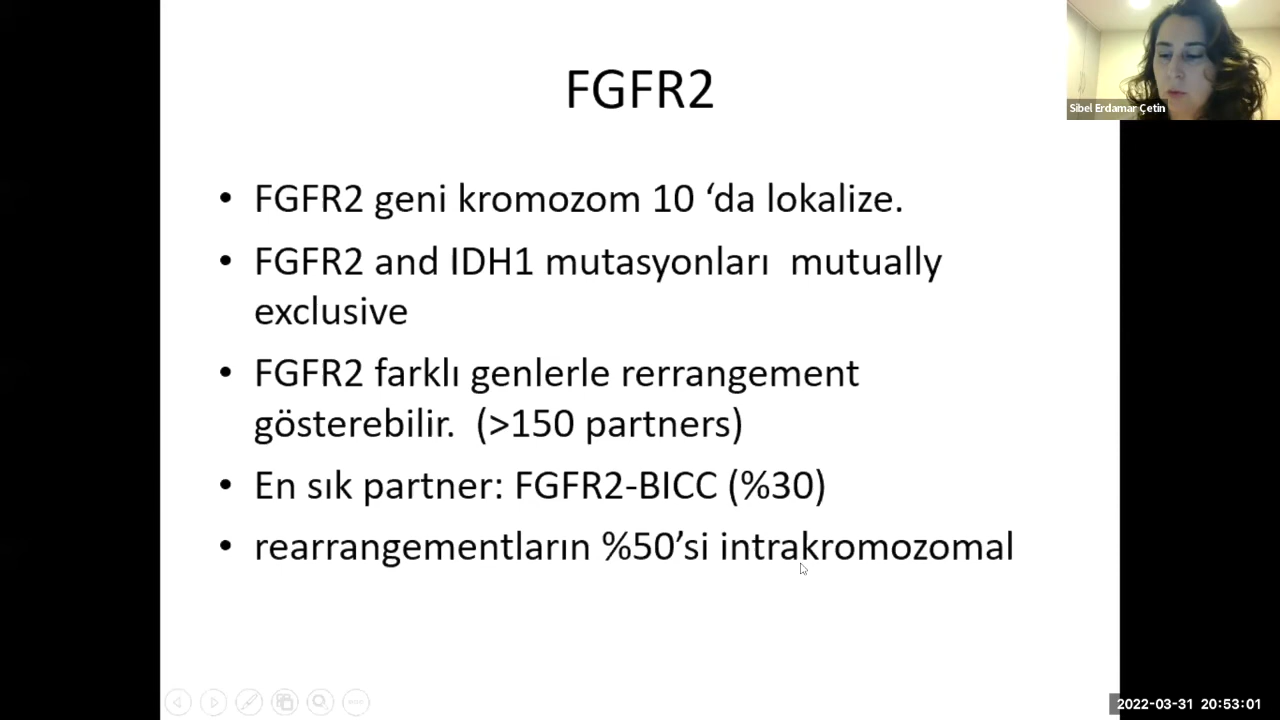 FGFR2
Sibel Erdamar Çetin
• FGFR2 geni kromozom 10 ‘da lokalize.
• FGFR2 and IDH1 mutasyonları mutually
exclusive
• FGFR2 farklı genlerle rerrangement
gösterebilir. (>150 partners)
• En sık partner: FGFR2-BICC (%30)
• rearrangementların %50’si intrakromozomal
2022-03-31 20:53:01